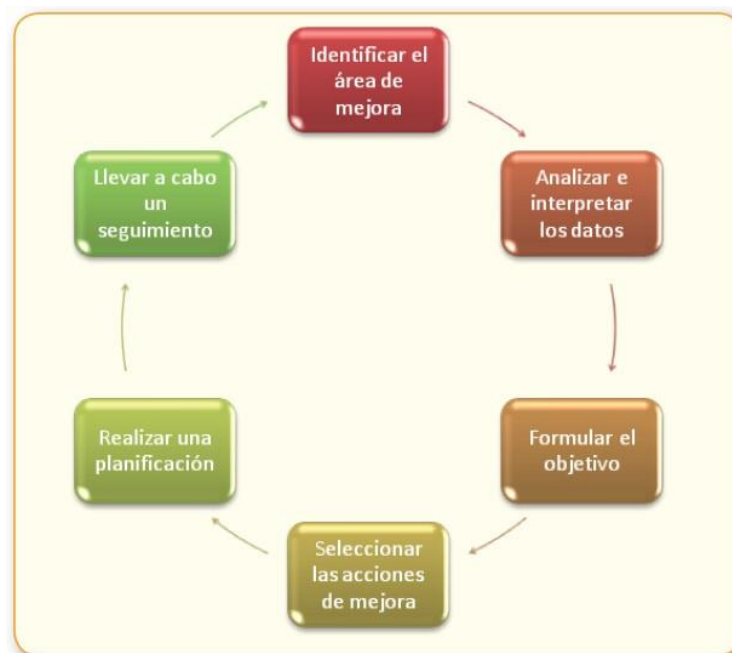 Identificar el
área de
mejora
Analizar e
interpretar
los datos
Formular el
objetivo
Seleccionar
las acciones
de mejora
Realizar una
planificación
Llevar a cabo
un
seguimiento